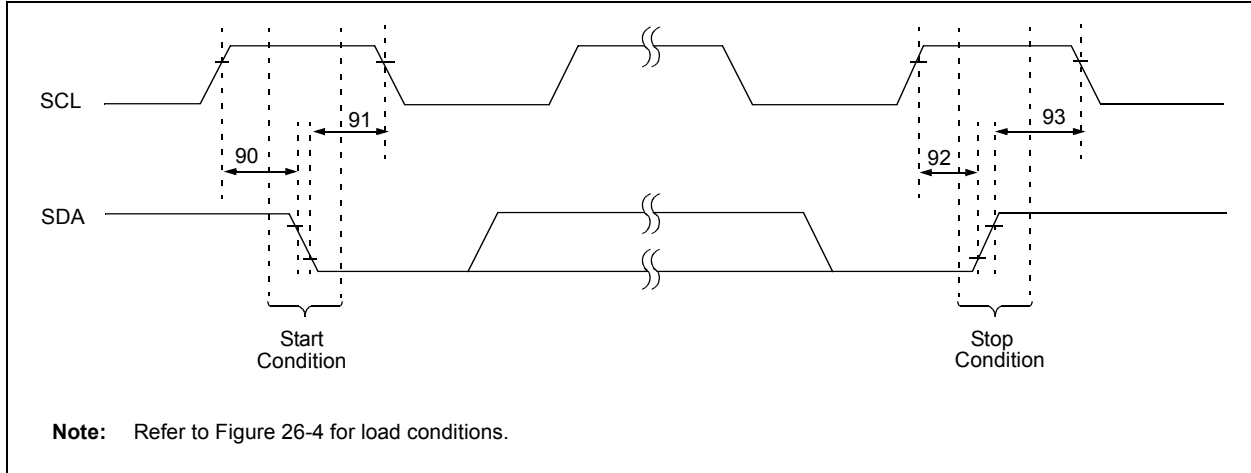 SCL
91
93
90
92
SDA
Start
Condition
Stop
Condition
Note: Refer to Figure 26-4 for load conditions.